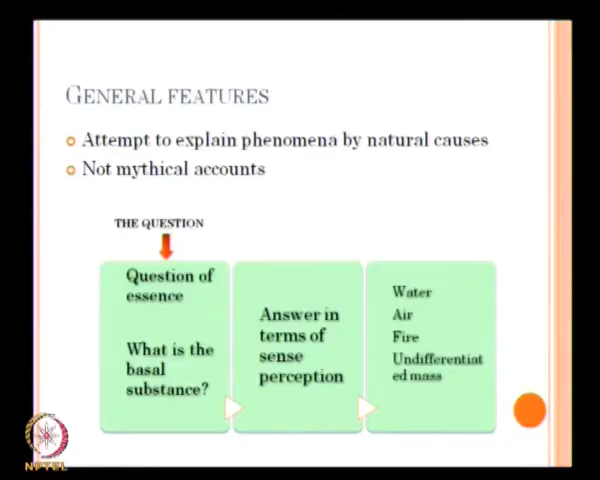 GENERAL FEATURES
Attempt to explain phenomena by natural causes
Not mythical accounts
THE QUESTION
Question of
essence
What is the
basal
substance?
Answer in
terms of
sense
perception
Water
Air
Fire
Undifferentiat
ed mass
NPTEL